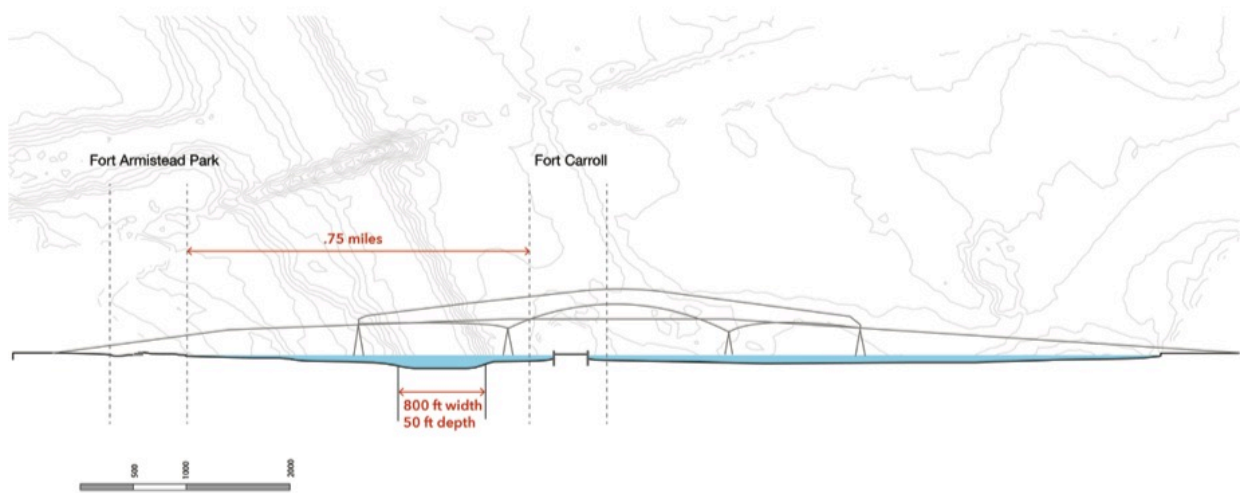 Fort Armistead Park
Fort Carroll
.75 miles
800 ft width
50 ft depth
500
1000
2000